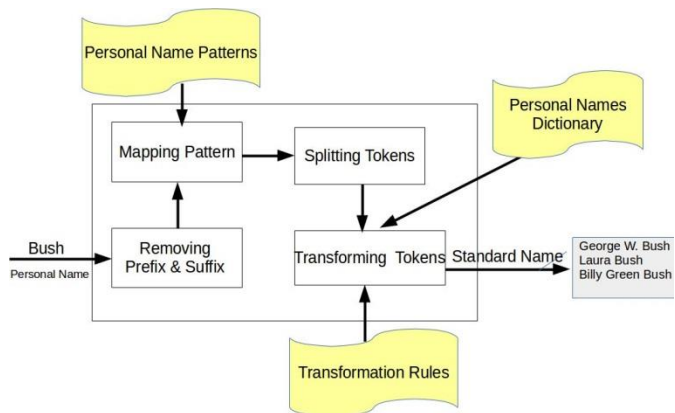 Personal Name Patterns
Personal Names
Dictionary
Mapping Pattern
Splitting Tokens
Bush
Personal Name
Removing
Prefix & Suffix
Transforming Tokens
Standard Name
George W. Bush
Laura Bush
Billy Green Bush
Transformation Rules